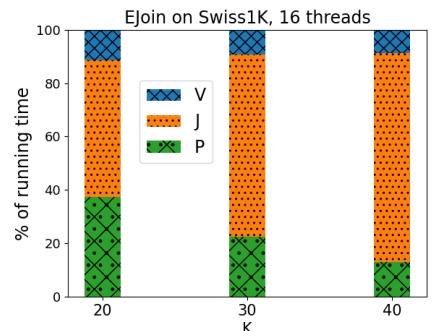 EJoin on Swiss1K, 16 threads
% of running time
100
80
60
40
20
0
V
J
P
20 30 40
K